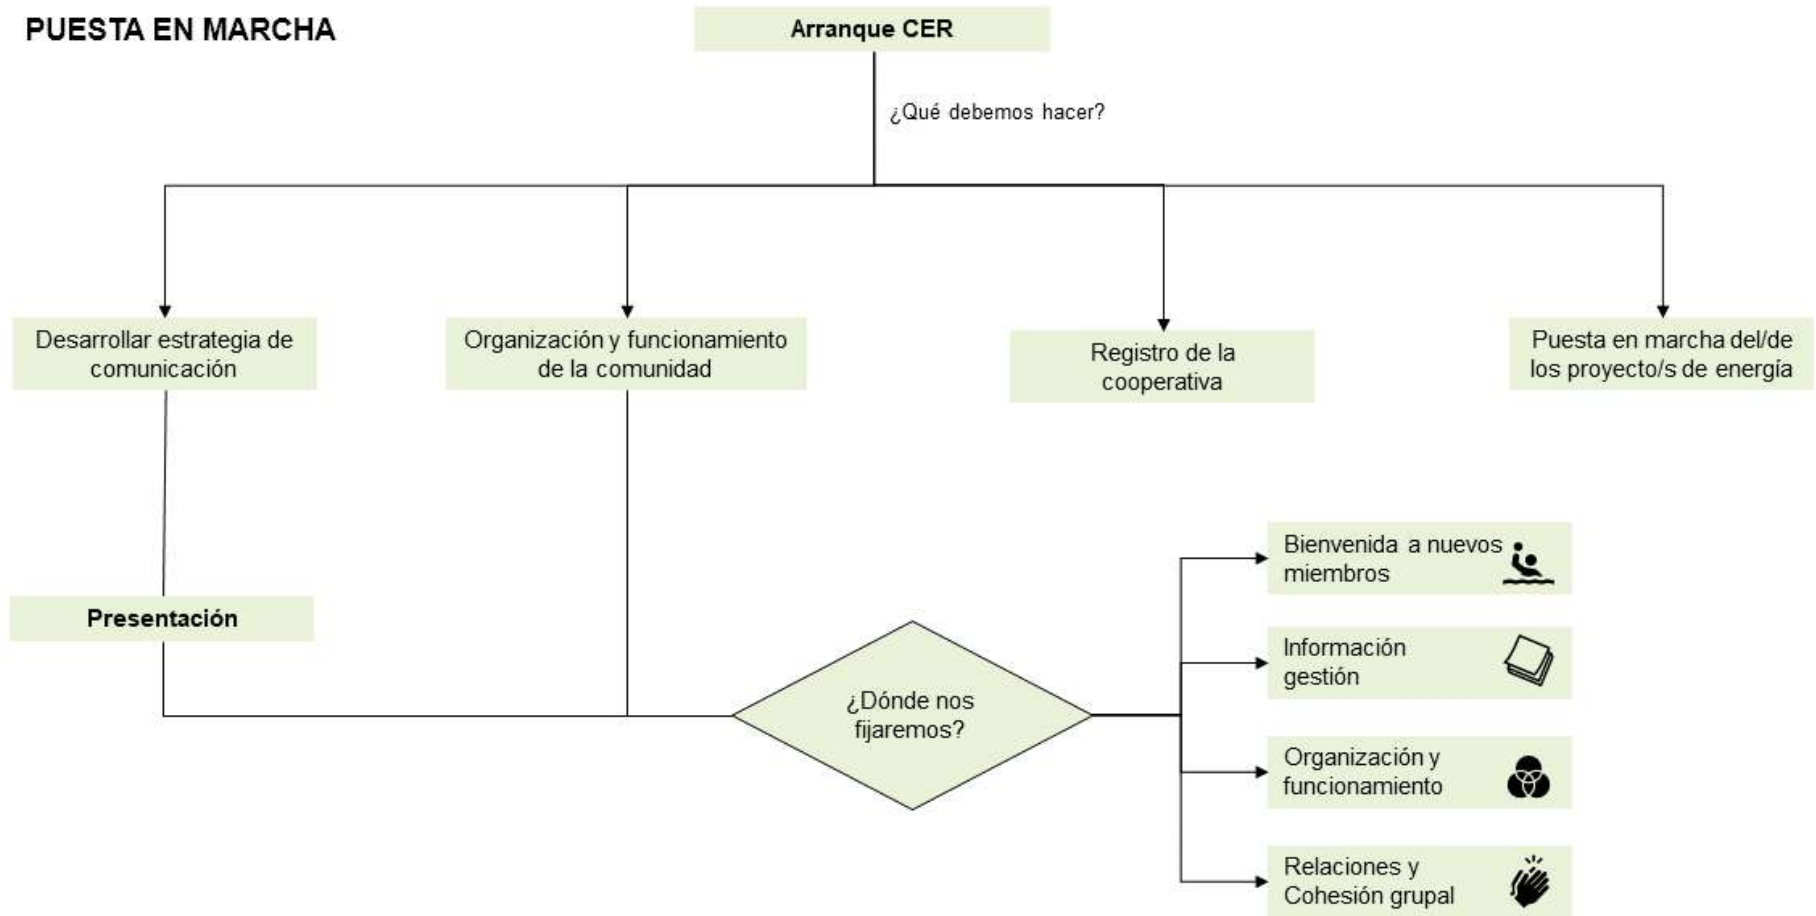 PUESTA EN MARCHA
Arranque CER
¿Qué debemos hacer?
Desarrollar estrategia de
comunicación
Organización y funcionamiento
de la comunidad
Registro de la
cooperativa
Puesta en marcha del/de
los proyecto/s de energía
Presentación
¿Dónde nos
fijaremos?
Bienvenida a nuevos
miembros
Información
gestión
Organización y
funcionamiento
Relaciones y
Cohesión grupal